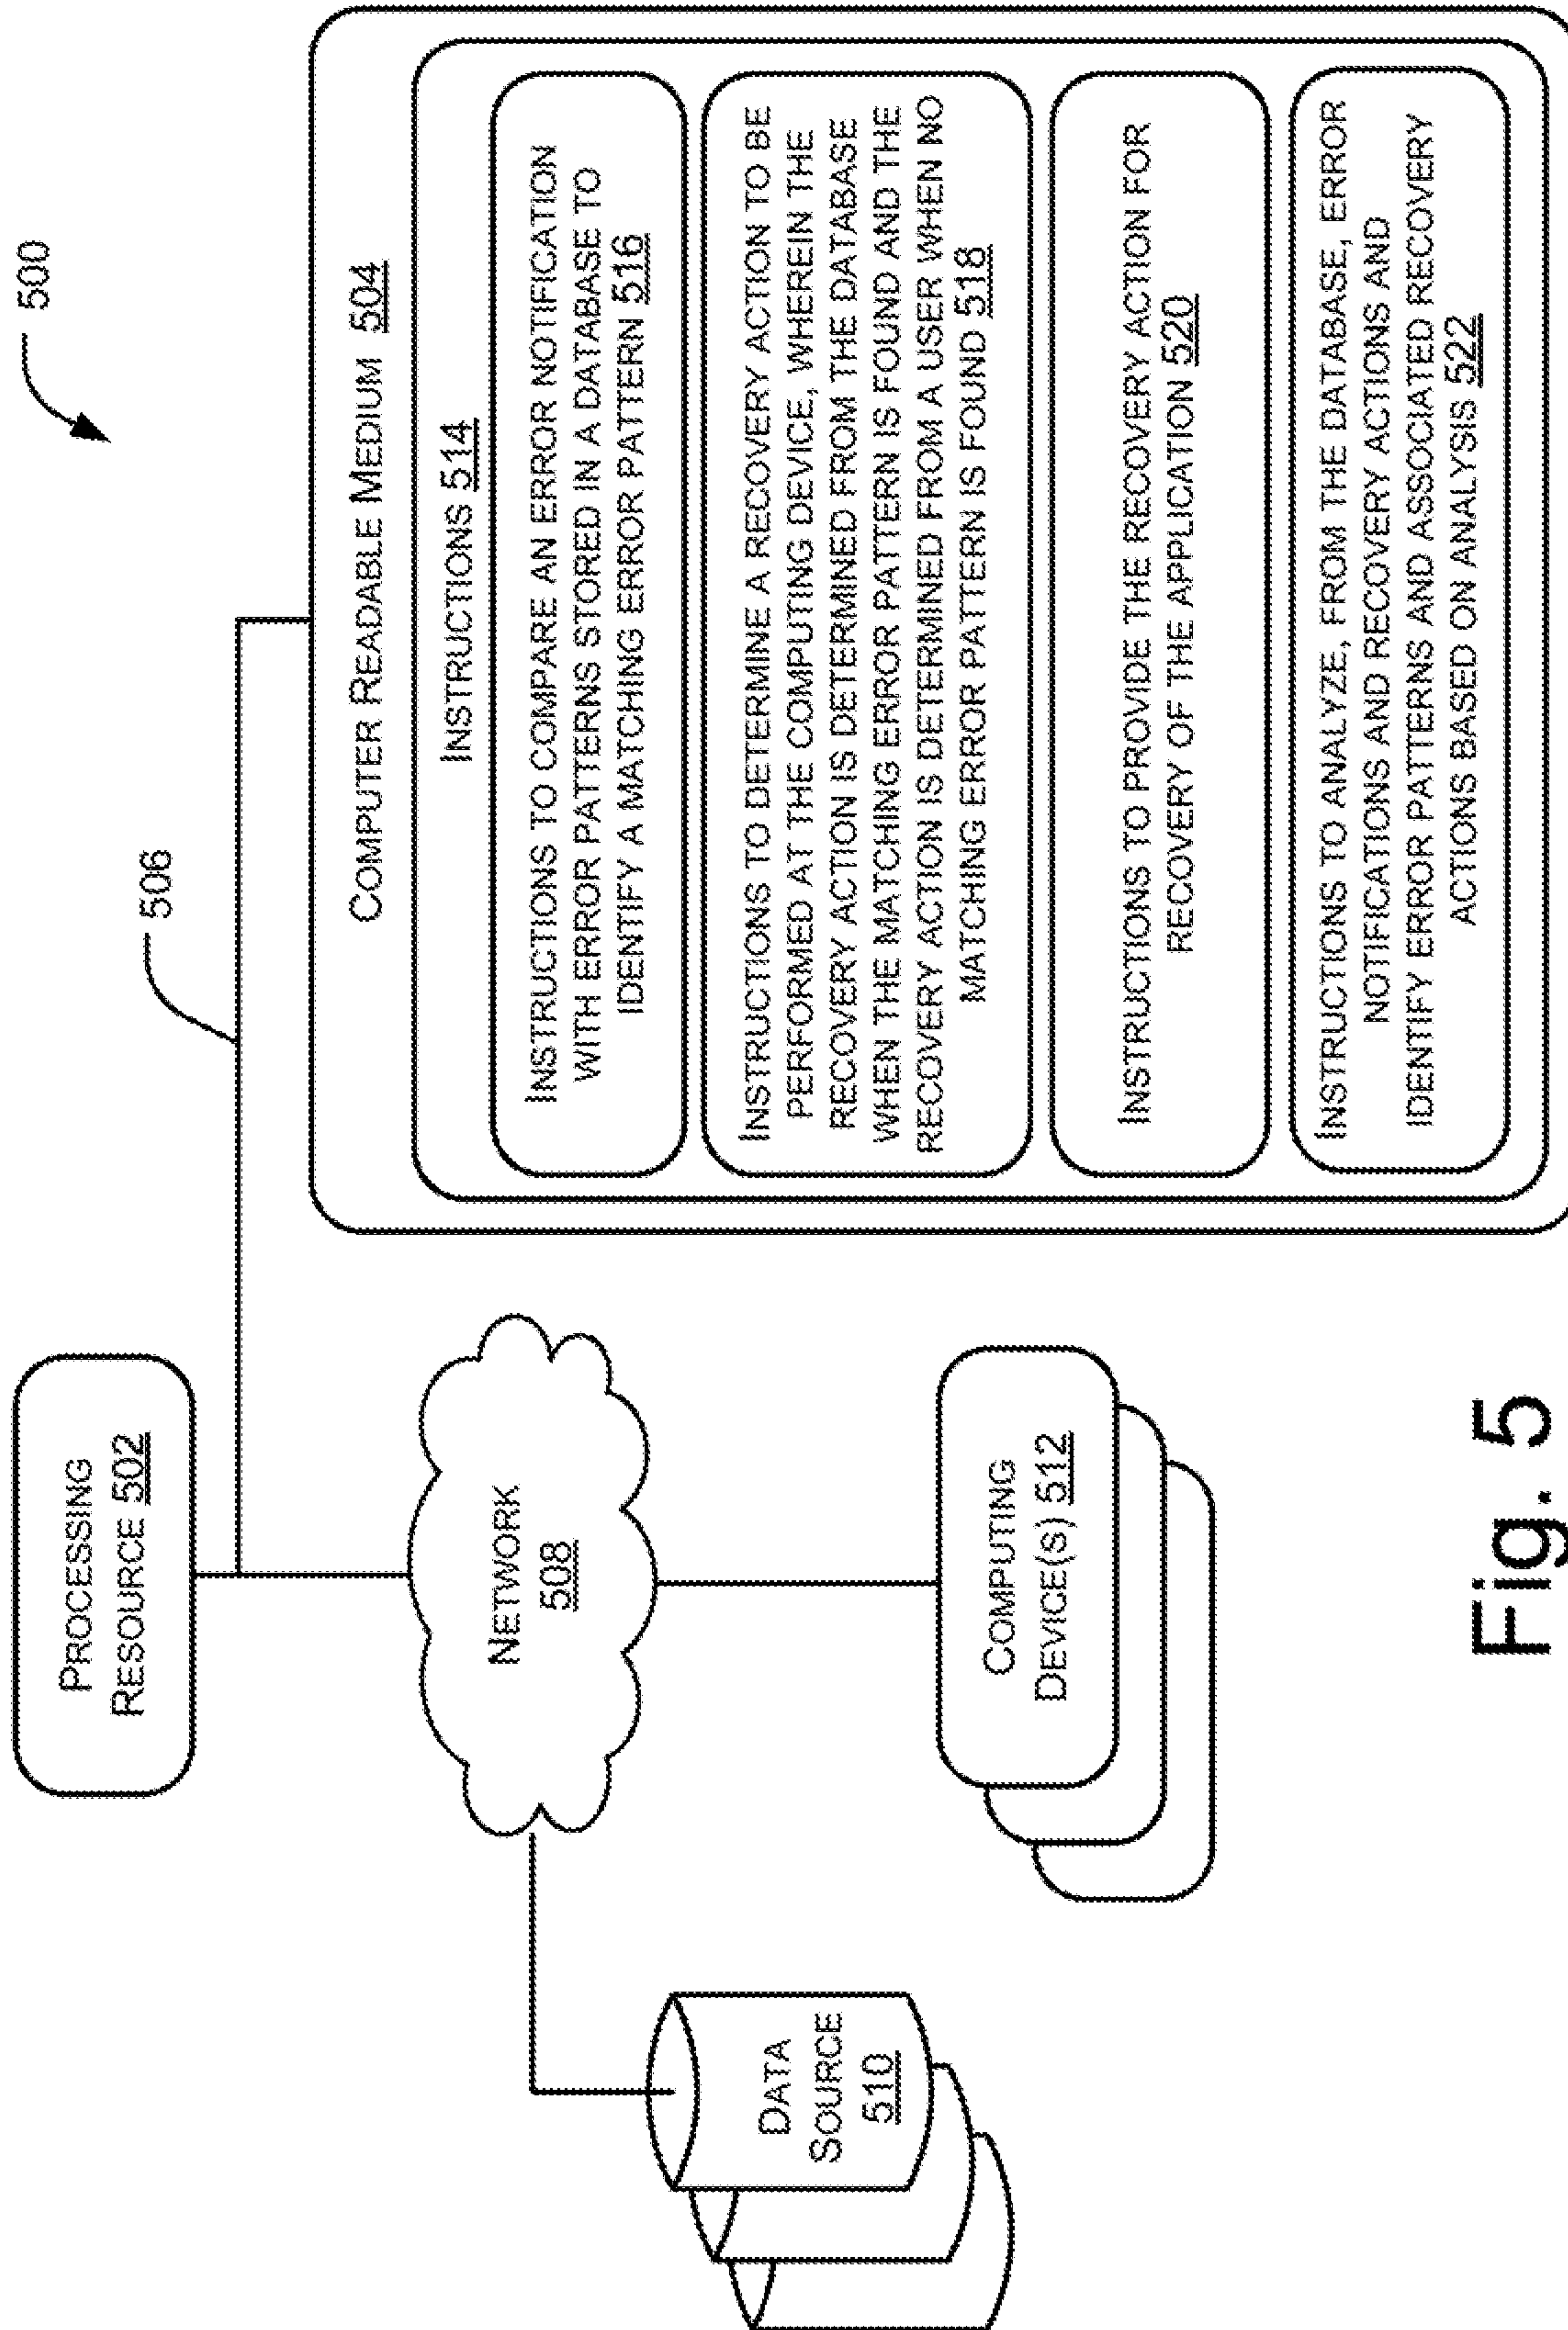 500
506
PROCESSING
RESOURCE 502
NETWORK
508
DATA
SOURCE
510
COMPUTING
DEVICE(S) 512
COMPUTER READABLE MEDIUM 504
INSTRUCTIONS 514
INSTRUCTIONS TO COMPARE AN ERROR NOTIFICATION
WITH ERROR PATTERNS STORED IN A DATABASE TO
IDENTIFY A MATCHING ERROR PATTERN 516
INSTRUCTIONS TO DETERMINE A RECOVERY ACTION TO BE
PERFORMED AT THE COMPUTING DEVICE, WHEREIN THE
RECOVERY ACTION IS DETERMINED FROM THE DATABASE
WHEN THE MATCHING ERROR PATTERN IS FOUND AND THE
RECOVERY ACTION IS DETERMINED FROM A USER WHEN NO
MATCHING ERROR PATTERN IS FOUND 518
INSTRUCTIONS TO PROVIDE THE RECOVERY ACTION FOR
RECOVERY OF THE APPLICATION 520
INSTRUCTIONS TO ANALYZE, FROM THE DATABASE, ERROR
NOTIFICATIONS AND RECOVERY ACTIONS AND
IDENTIFY ERROR PATTERNS AND ASSOCIATED RECOVERY
ACTIONS BASED ON ANALYSIS 522
Fig. 5